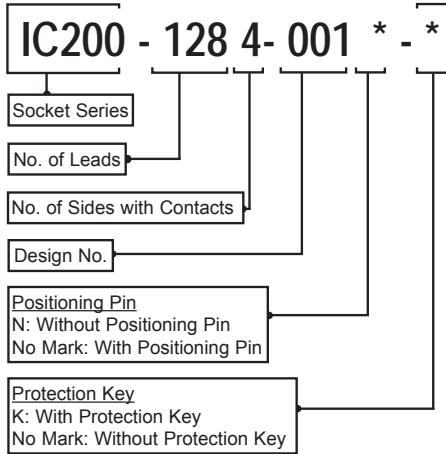 IC200 - 128 4- 001 * - *
Socket Series
No. of Leads
No. of Sides with Contacts
Design No.
Positioning Pin
N: Without Positioning Pin
No Mark: With Positioning Pin
Protection Key
K: With Protection Key
No Mark: Without Protection Key